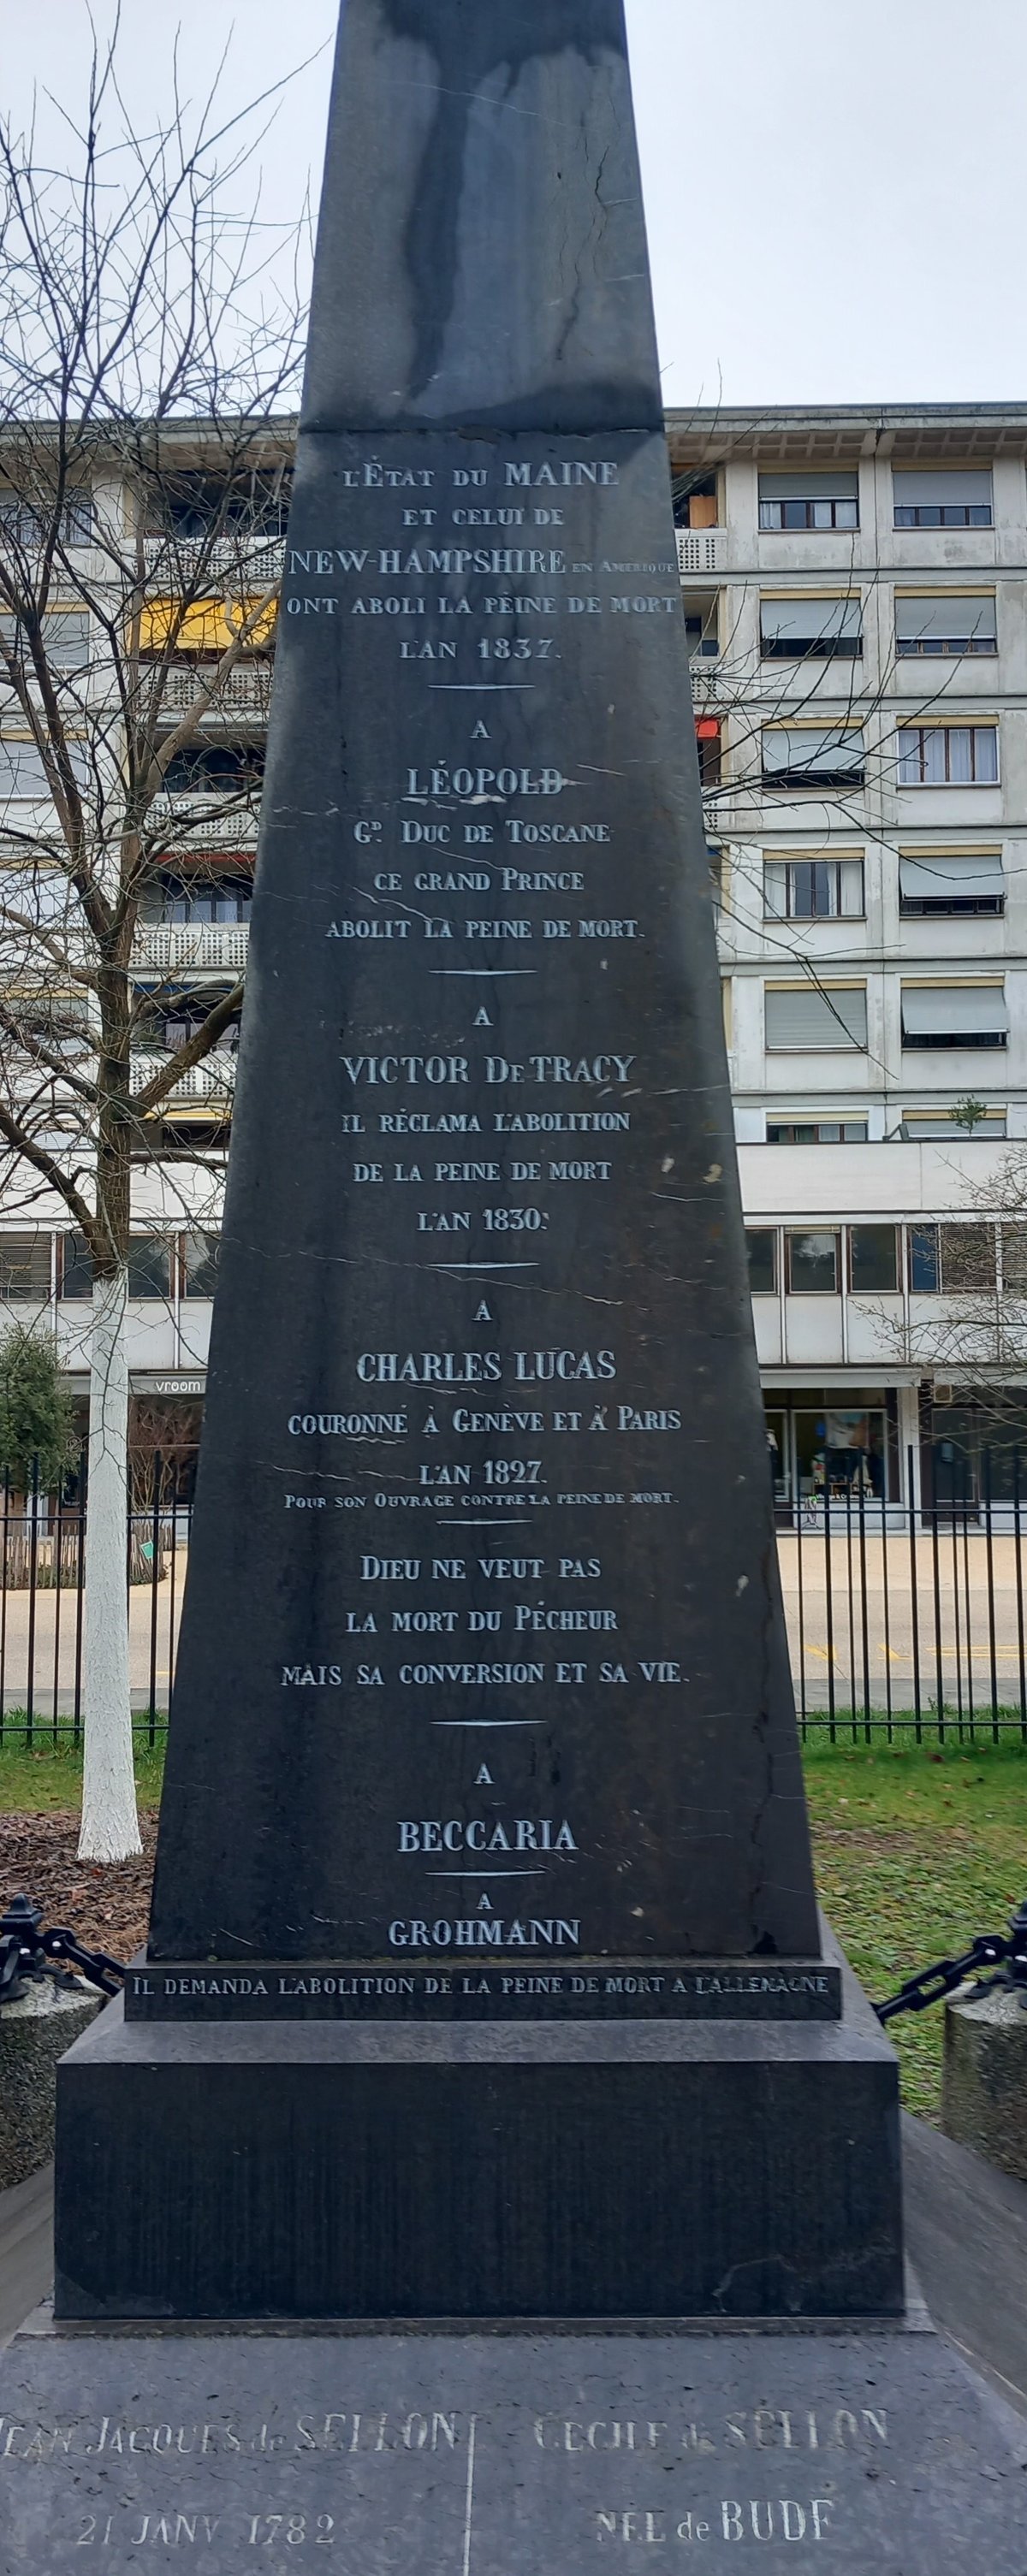 L'ÉTAT DU MAINE
ET CELUI DE
NEW-HAMPSHIRE EN AMERIQUE
ONT ABOLI LA PEINE DE MORT
L'AN 1837.
A
LÉOPOLD
GD. DUC DE TOSCANE
CE GRAND PRINCE
ABOLIT LA PEINE DE MORT.
A
VICTOR DE TRACY
IL RÉCLAMA L'ABOLITION
DE LA PEINE DE MORT
L'AN 1830.
A
CHARLES LUCAS
COURONNÉ À GENÈVE ET À PARIS
L'AN 1827.
POUR SON OUVRAGE CONTRE LA PEINE DE MORT.
vroom
DIEU NE VEUT PAS
LA MORT DU PÉCHEUR
MAIS SA CONVERSION ET SA VIE.
A
BECCARIA
A
GROHMANN
IL DEMANDA L'ABOLITION DE LA PEINE DE MORT A L'ALLEMAGNE
JEAN JACQUES de SELLON
21 JANV 1782
CECILE de SELLON
NÉE de BUDÉ